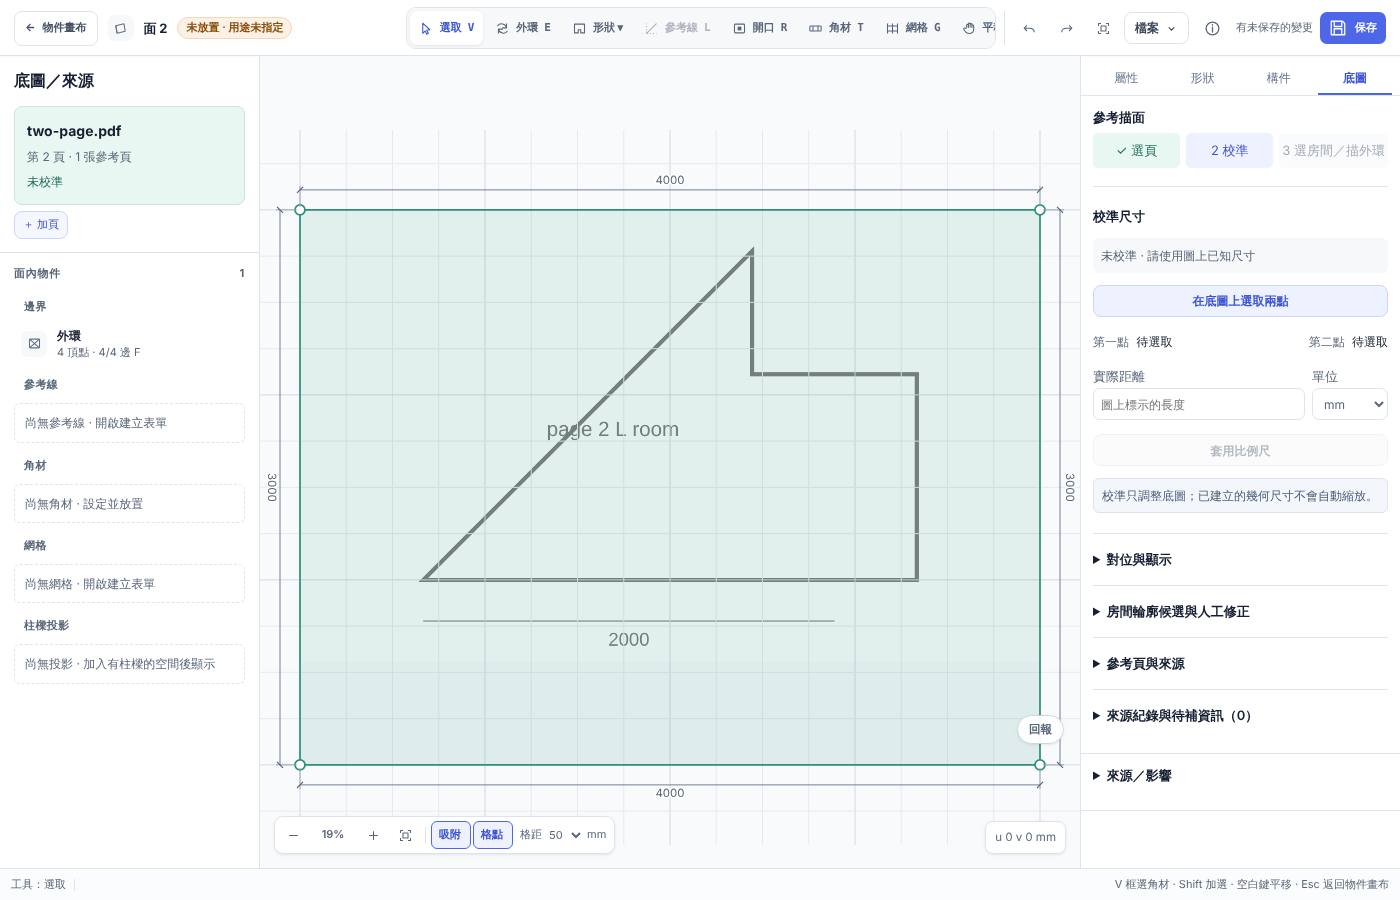 ← 物件畫布
面 2
未放置 · 用途未指定
選取 V
外環 E
形狀 ▾
參考線 L
開口 R
角材 T
網格 G
檔案
有未保存的變更
保存
底圖／來源
two-page.pdf
第 2 頁 · 1 張參考頁
未校準
+ 加頁
面內物件 1
邊界
外環
4 頂點 · 4/4 邊 F
參考線
尚無參考線 · 開啟建立表單
角材
尚無角材 · 設定並放置
網格
尚無網格 · 開啟建立表單
柱樑投影
尚無投影 · 加入有柱樑的空間後顯示
4000
3000
page 2 L room
3000
2000
4000
回報
− 19% +
吸附
格點
格距 50 mm
u 0 v 0 mm
屬性
形狀
構件
底圖
參考描面
✓ 選頁
2 校準
3 選房間／描外環
校準尺寸
未校準 · 請使用圖上已知尺寸
在底圖上選取兩點
第一點 待選取
第二點 待選取
實際距離
單位
圖上標示的長度
mm
套用比例尺
校準只調整底圖；已建立的幾何尺寸不會自動縮放。
▶ 對位與顯示
▶ 房間輪廓候選與人工修正
▶ 參考頁與來源
▶ 來源紀錄與待補資訊（0）
▶ 來源／影響
工具：選取
V 框選角材 · Shift 加選 · 空白鍵平移 · Esc 返回物件畫布